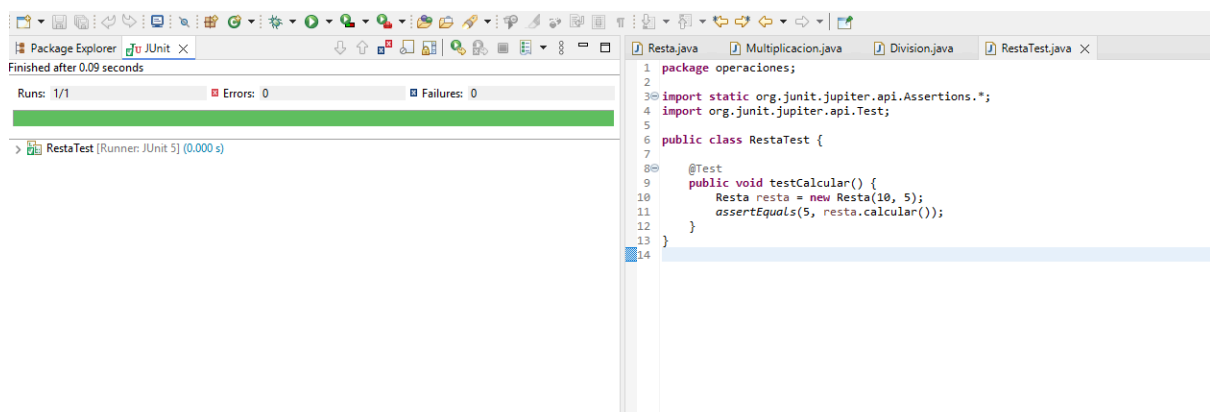 Package Explorer JUnit
Finished after 0.09 seconds
Runs: 1/1 Errors: 0 Failures: 0
RestaTest [Runner: JUnit 5] (0.000 s)
Resta.java Multiplicacion.java Division.java RestaTest.java
1 package operaciones;
2
3 import static org.junit.jupiter.api.Assertions.*;
4 import org.junit.jupiter.api.Test;
5
6 public class RestaTest {
7
8 @Test
9 public void testCalcular() {
10 Resta resta = new Resta(10, 5);
11 assertEquals(5, resta.calcular());
12 }
13 }
14